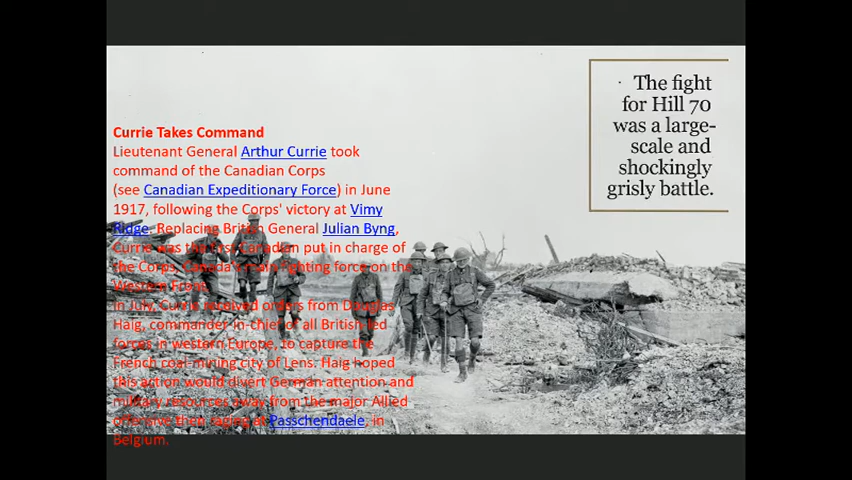 Currie Takes Command
Lieutenant General Arthur Currie took
command of the Canadian Corps
(see Canadian Expeditionary Force) in June
1917, following the Corps' victory at Vimy
Ridge. Replacing British General Julian Byng,
Currie was the first Canadian put in charge of
the Corps, Canada's main fighting force on the
Western Front.
In July, Currie received orders from Douglas
Haig, commander-in-chief of all British-led
forces in western Europe, to capture the
French coal-mining city of Lens. Haig hoped
this action would divert German attention and
military resources away from the major Allied
offensive then raging at Passchendaele, in
Belgium.
The fight
for Hill 70
was a large-
scale and
shockingly
grisly battle.